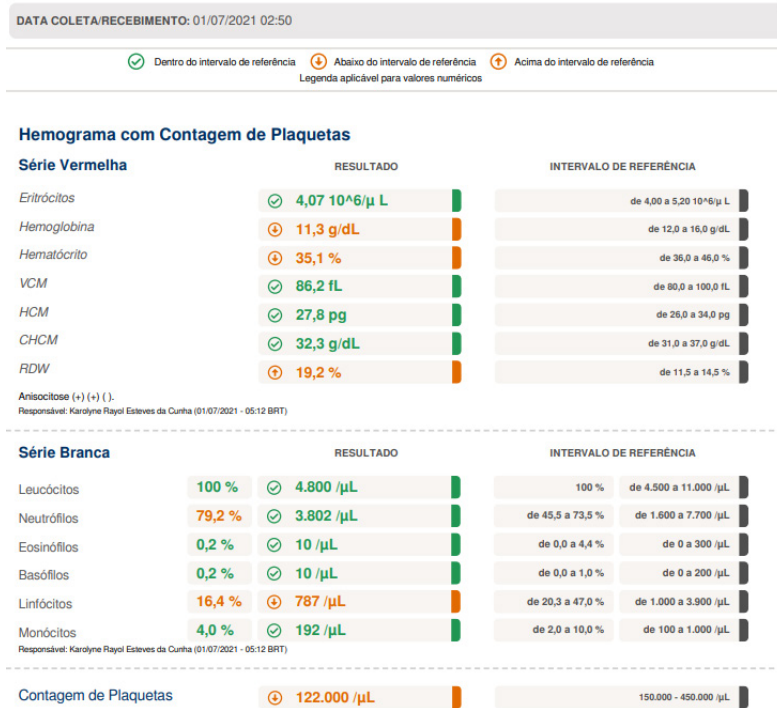 DATA COLETA/RECEBIMENTO: 01/07/2021 02:50
Dentro do intervalo de referência Abaixo do intervalo de referência Acima do intervalo de referência
Legenda aplicável para valores numéricos
Hemograma com Contagem de Plaquetas
Série Vermelha RESULTADO INTERVALO DE REFERÊNCIA
Eritrócitos 4,07 10^6/µ L de 4,00 a 5,20 10^6/µ L
Hemoglobina 11,3 g/dL de 12,0 a 16,0 g/dL
Hematócrito 35,1 % de 36,0 a 46,0 %
VCM 86,2 fL de 80,0 a 100,0 fL
HCM 27,8 pg de 26,0 a 34,0 pg
CHCM 32,3 g/dL de 31,0 a 37,0 g/dL
RDW 19,2 % de 11,5 a 14,5 %
Anisocitose (+) (+) ( ).
Responsável: Karolyne Rayol Esteves da Cunha (01/07/2021 - 05:12 BRT)
Série Branca RESULTADO INTERVALO DE REFERÊNCIA
Leucócitos 100 % 4.800 /µL 100 % de 4.500 a 11.000 /µL
Neutrófilos 79,2 % 3.802 /µL de 45,5 a 73,5 % de 1.600 a 7.700 /µL
Eosinófilos 0,2 % 10 /µL de 0,0 a 4,4 % de 0 a 300 /µL
Basófilos 0,2 % 10 /µL de 0,0 a 1,0 % de 0 a 200 /µL
Linfócitos 16,4 % 787 /µL de 20,3 a 47,0 % de 1.000 a 3.900 /µL
Monócitos 4,0 % 192 /µL de 2,0 a 10,0 % de 100 a 1.000 /µL
Responsável: Karolyne Rayol Esteves da Cunha (01/07/2021 - 05:12 BRT)
Contagem de Plaquetas 122.000 /µL 150.000 - 450.000 /µL